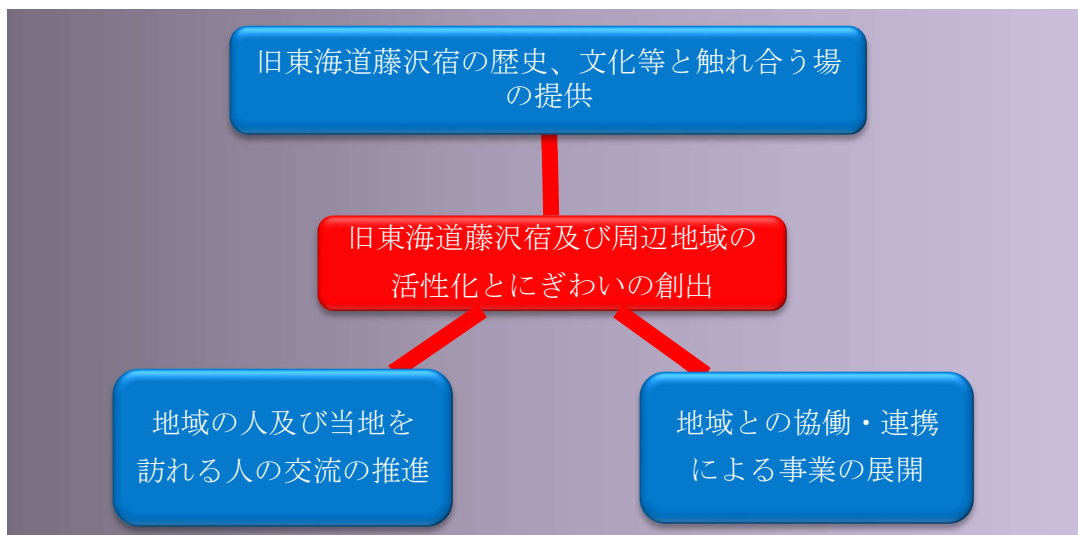 旧東海道藤沢宿の歴史、文化等と触れ合う場
の提供
旧東海道藤沢宿及び周辺地域の
活性化とにぎわいの創出
地域の人及び当地を
訪れる人の交流の推進
地域との協働・連携
による事業の展開